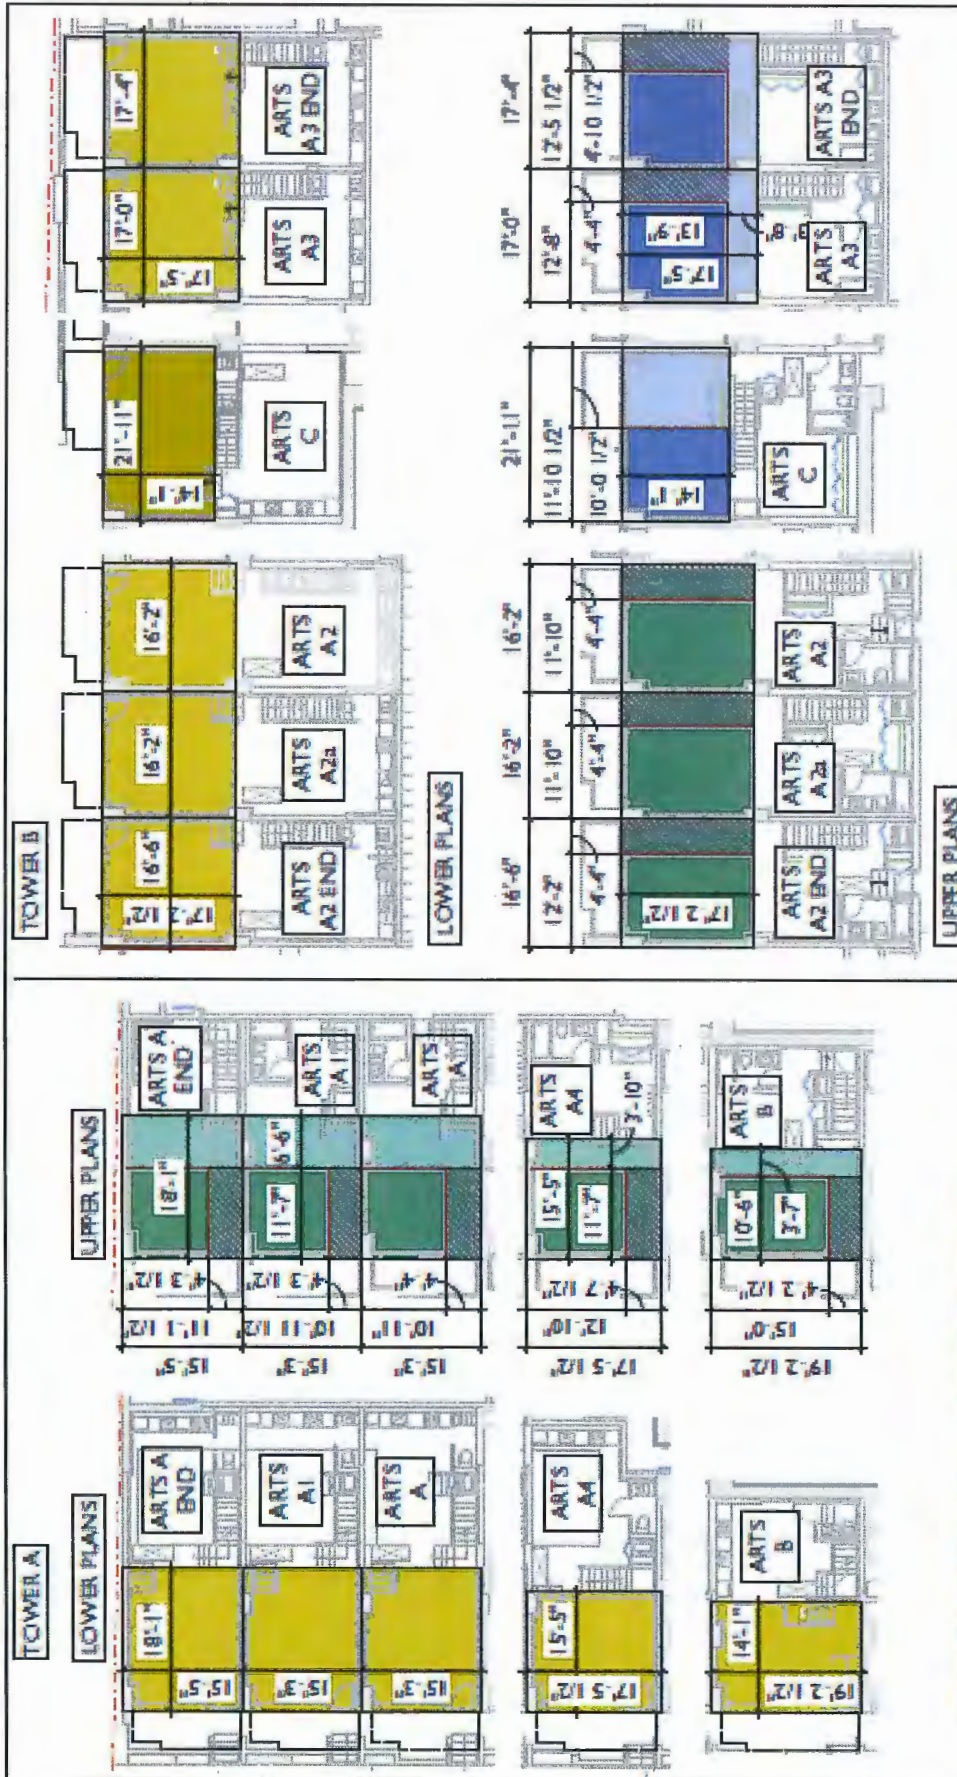 TOWER A
LOWER PLANS
18'-1"
15'-5"
ARTS A
END
15'-3"
ARTS
A1
15'-3"
ARTS
A
15'-5"
17'-5 1/2"
ARTS
A4
14'-1"
19'-2 1/2"
ARTS
B
UPPER PLANS
15'-5"
11'-1 1/2"
4'-3 1/2"
18'-1"
ARTS A
END
15'-3"
10'-11 1/2"
4'-3 1/2"
11'-7"
6'-6"
ARTS
A1
15'-3"
10'-11"
4'-4"
ARTS
A
17'-5 1/2"
12'-10"
4'-7 1/2"
15'-5"
11'-7"
3'-10"
ARTS
A4
19'-2 1/2"
15'-0"
4'-2 1/2"
10'-6"
3'-7"
ARTS
B
TOWER B
16'-6"
16'-2"
16'-2"
17'-2 1/2"
ARTS
A2 END
ARTS
A2a
ARTS
A2
21'-11"
14'-1"
ARTS
C
17'-0"
17'-4"
17'-5"
ARTS
A3
ARTS
A3 END
LOWER PLANS
16'-6"
16'-2"
16'-2"
21'-11"
17'-0"
17'-4"
12'-2"
11'-10"
11'-10"
11'-10 1/2"
12'-8"
12'-5 1/2"
4'-4"
4'-4"
4'-4"
10'-0 1/2"
4'-4"
4'-10 1/2"
17'-2 1/2"
14'-1"
17'-5"
13'-9"
3'-8"
ARTS
A2 END
ARTS
A2a
ARTS
A2
ARTS
C
ARTS
A3
ARTS A3
END
UPPER PLANS